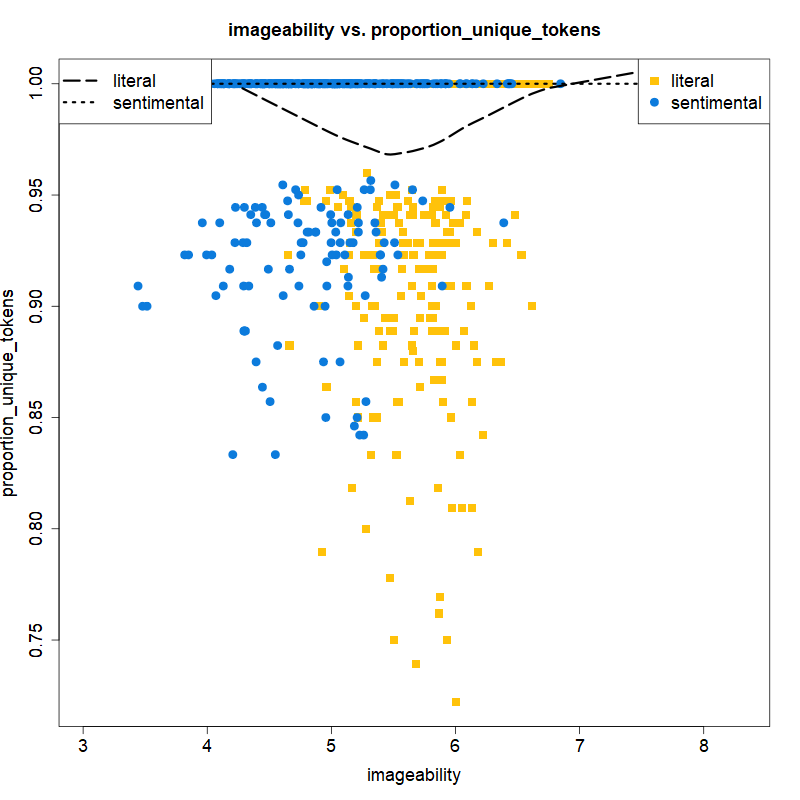 imageability vs. proportion_unique_tokens
literal
sentimental
literal
sentimental
proportion_unique_tokens
1.00
0.95
0.90
0.85
0.80
0.75
3 4 5 6 7 8
imageability